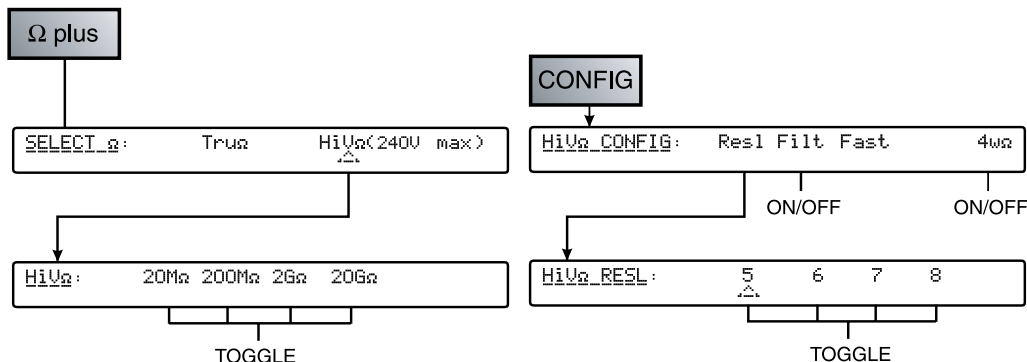 Ω plus
SELECT Ω: TruΩ HiVΩ(240V max)
HiVΩ: 20MΩ 200MΩ 2GΩ 20GΩ
TOGGLE
CONFIG
HiVΩ CONFIG: Resl Filt Fast 4wΩ
ON/OFF ON/OFF
HiVΩ RESL: 5 6 7 8
TOGGLE